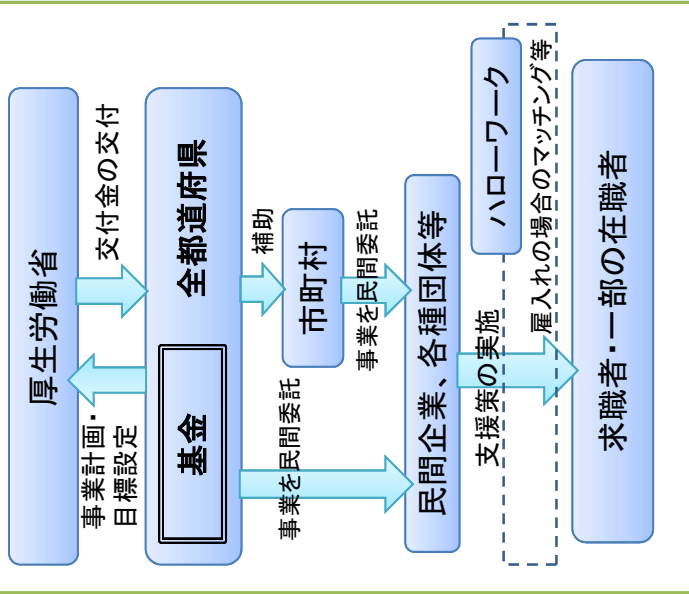 厚生労働省
事業計画・
目標設定
交付金の交付
基金
全都道府県
補助
市町村
事業を民間委託
事業を民間委託
民間企業、各種団体等
支援策の実施
ハローワーク
雇入れの場合のマッチング等
求職者・一部の在職者